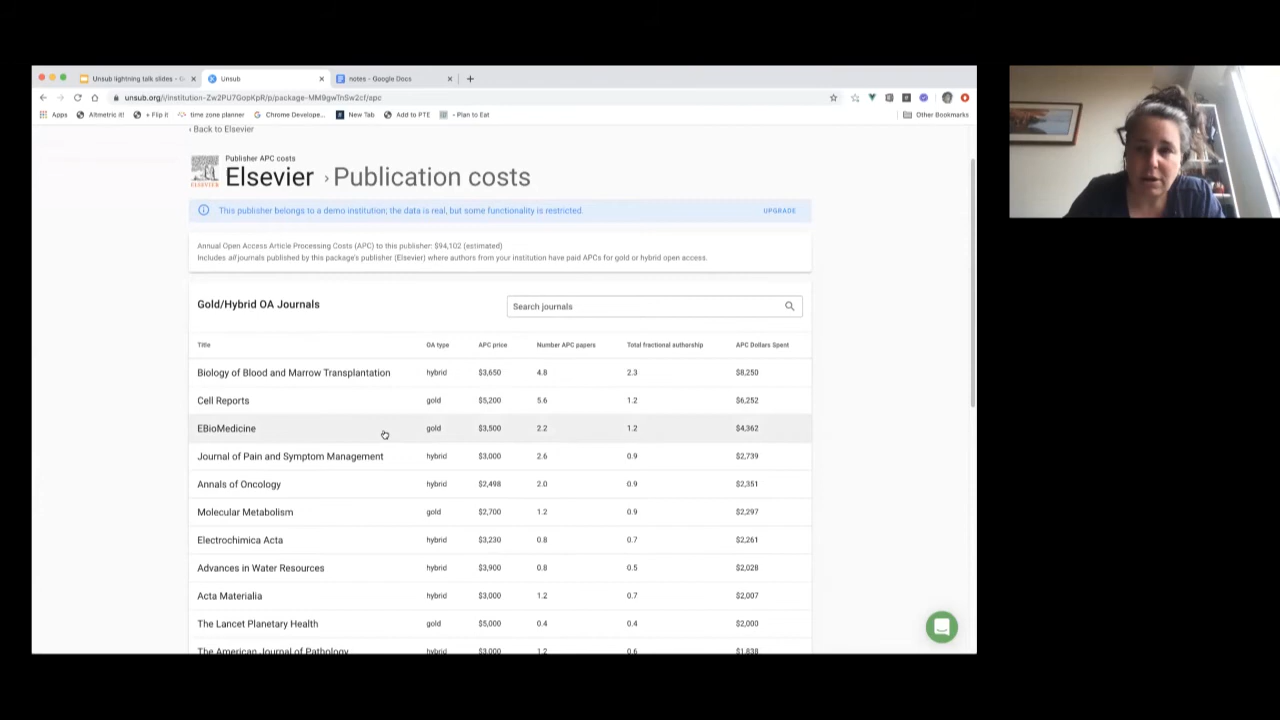 Unsub lightning talk slides - G
Unsub
notes - Google Docs
unsub.org/i/institution-Zw2PU7GopKpR/p/package-MM9gwTnSw2cf/apc
Apps
Altmetric it!
+ Flip it
time zone planner
Chrome Develope...
New Tab
Add to PTE
- Plan to Eat
Other Bookmarks
‹ Back to Elsevier
Publisher APC costs
Elsevier › Publication costs
ELSEVIER
This publisher belongs to a demo institution; the data is real, but some functionality is restricted.
UPGRADE
Annual Open Access Article Processing Costs (APC) to this publisher: $94,102 (estimated)
Includes all journals published by this package's publisher (Elsevier) where authors from your institution have paid APCs for gold or hybrid open access.
Gold/Hybrid OA Journals
Search journals
Title OA type APC price Number APC papers Total fractional authorship APC Dollars Spent
Biology of Blood and Marrow Transplantation hybrid $3,650 4.8 2.3 $8,250
Cell Reports gold $5,200 5.6 1.2 $6,252
EBioMedicine gold $3,500 2.2 1.2 $4,362
Journal of Pain and Symptom Management hybrid $3,000 2.6 0.9 $2,739
Annals of Oncology hybrid $2,498 2.0 0.9 $2,351
Molecular Metabolism gold $2,700 1.2 0.9 $2,297
Electrochimica Acta hybrid $3,230 0.8 0.7 $2,261
Advances in Water Resources hybrid $3,900 0.8 0.5 $2,028
Acta Materialia hybrid $3,000 1.2 0.7 $2,007
The Lancet Planetary Health gold $5,000 0.4 0.4 $2,000
The American Journal of Pathology hybrid $3,000 1.2 0.6 $1,838